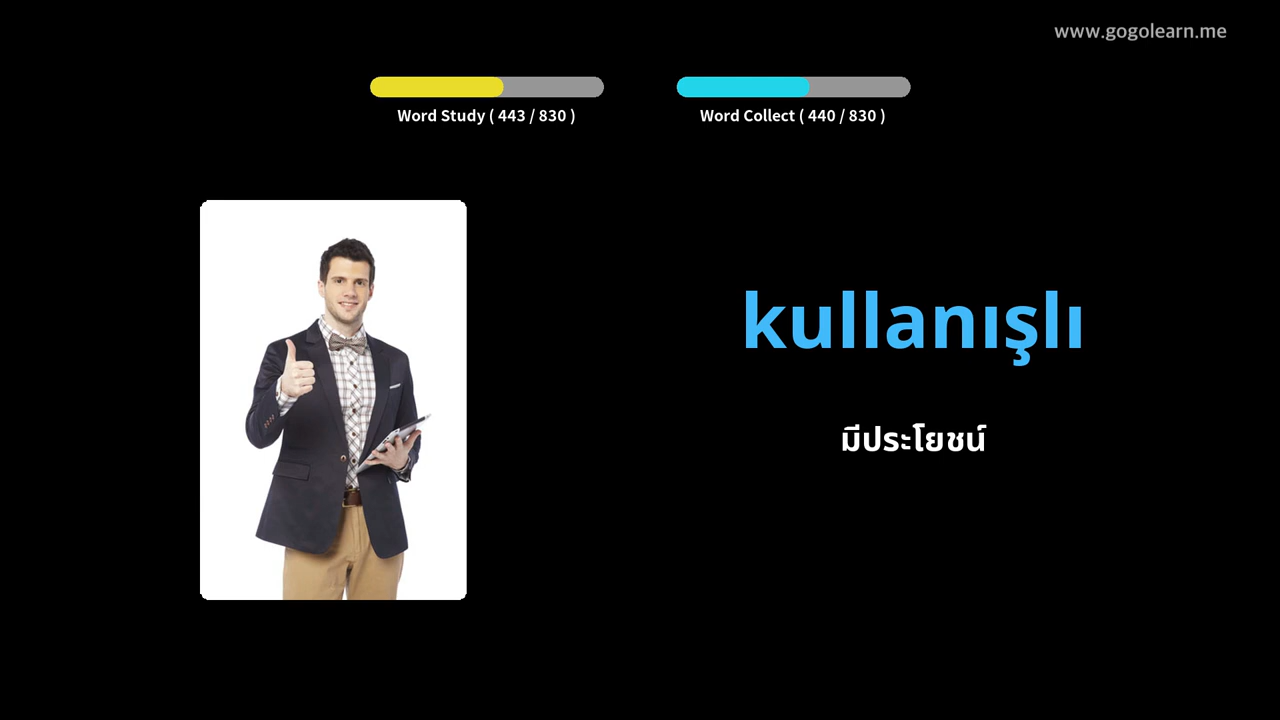 www.gogolearn.me
Word Study ( 443 / 830 )
Word Collect ( 440 / 830 )
kullanışlı
มีประโยชน์